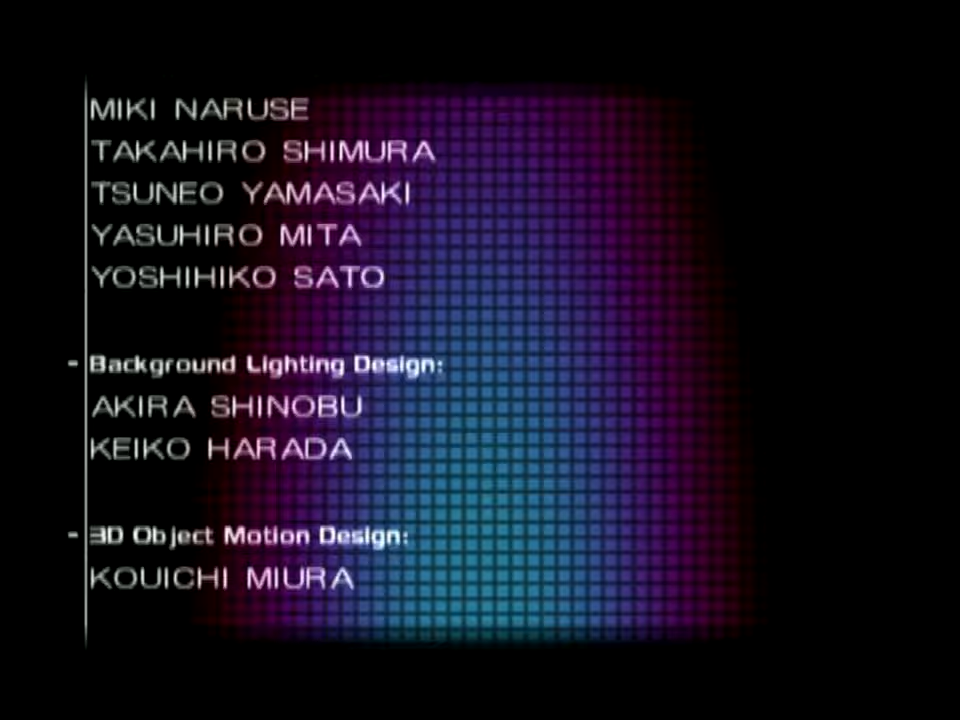 MIKI NARUSE
TAKAHIRO SHIMURA
TSUNEO YAMASAKI
YASUHIRO MITA
YOSHIHIKO SATO
- Background Lighting Design:
AKIRA SHINOBU
KEIKO HARADA
- 3D Object Motion Design:
KOUICHI MIURA